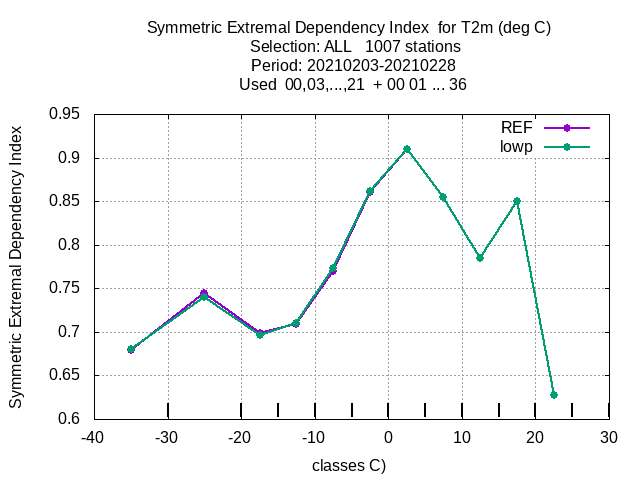 Symmetric Extremal Dependency Index  for T2m (deg C)
Selection: ALL   1007 stations
Period: 20210203-20210228
Used  00,03,...,21  + 00 01 ... 36
Symmetric Extremal Dependency Index
0.95
0.9
0.85
0.8
0.75
0.7
0.65
0.6
REF
lowp
-40 -30 -20 -10 0 10 20 30
classes C)